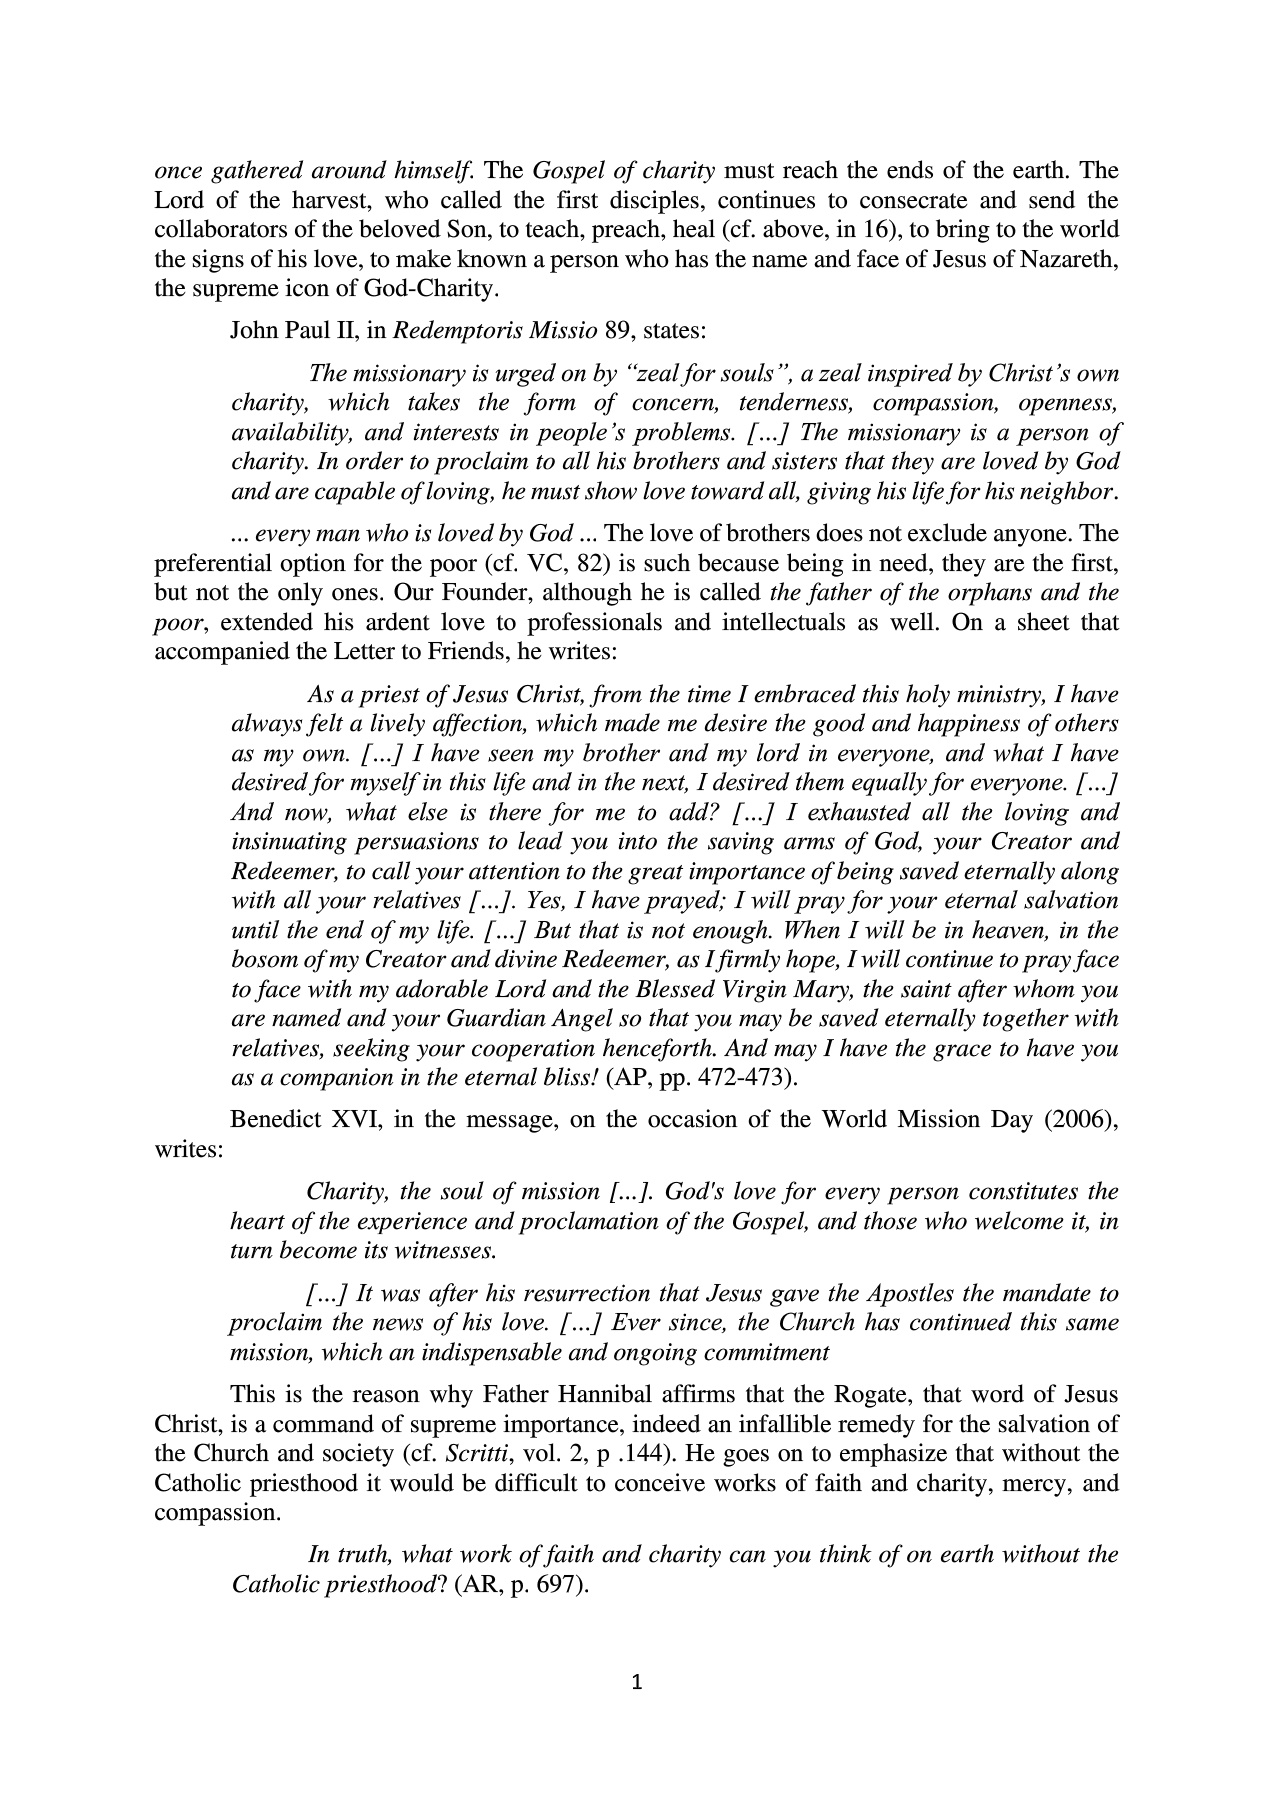 once gathered around himself. The Gospel of charity must reach the ends of the earth. The
Lord of the harvest, who called the first disciples, continues to consecrate and send the
collaborators of the beloved Son, to teach, preach, heal (cf. above, in 16), to bring to the world
the signs of his love, to make known a person who has the name and face of Jesus of Nazareth,
the supreme icon of God-Charity.
John Paul II, in Redemptoris Missio 89, states:
The missionary is urged on by “zeal for souls”, a zeal inspired by Christ’s own
charity, which takes the form of concern, tenderness, compassion, openness,
availability, and interests in people’s problems. [...] The missionary is a person of
charity. In order to proclaim to all his brothers and sisters that they are loved by God
and are capable of loving, he must show love toward all, giving his life for his neighbor.
... every man who is loved by God ... The love of brothers does not exclude anyone. The
preferential option for the poor (cf. VC, 82) is such because being in need, they are the first,
but not the only ones. Our Founder, although he is called the father of the orphans and the
poor, extended his ardent love to professionals and intellectuals as well. On a sheet that
accompanied the Letter to Friends, he writes:
As a priest of Jesus Christ, from the time I embraced this holy ministry, I have
always felt a lively affection, which made me desire the good and happiness of others
as my own. [...] I have seen my brother and my lord in everyone, and what I have
desired for myself in this life and in the next, I desired them equally for everyone. [...]
And now, what else is there for me to add? [...] I exhausted all the loving and
insinuating persuasions to lead you into the saving arms of God, your Creator and
Redeemer, to call your attention to the great importance of being saved eternally along
with all your relatives [...]. Yes, I have prayed; I will pray for your eternal salvation
until the end of my life. [...] But that is not enough. When I will be in heaven, in the
bosom of my Creator and divine Redeemer, as I firmly hope, I will continue to pray face
to face with my adorable Lord and the Blessed Virgin Mary, the saint after whom you
are named and your Guardian Angel so that you may be saved eternally together with
relatives, seeking your cooperation henceforth. And may I have the grace to have you
as a companion in the eternal bliss! (AP, pp. 472-473).
Benedict XVI, in the message, on the occasion of the World Mission Day (2006),
writes:
Charity, the soul of mission [...]. God's love for every person constitutes the
heart of the experience and proclamation of the Gospel, and those who welcome it, in
turn become its witnesses.
[...] It was after his resurrection that Jesus gave the Apostles the mandate to
proclaim the news of his love. [...] Ever since, the Church has continued this same
mission, which an indispensable and ongoing commitment
This is the reason why Father Hannibal affirms that the Rogate, that word of Jesus
Christ, is a command of supreme importance, indeed an infallible remedy for the salvation of
the Church and society (cf. Scritti, vol. 2, p .144). He goes on to emphasize that without the
Catholic priesthood it would be difficult to conceive works of faith and charity, mercy, and
compassion.
In truth, what work of faith and charity can you think of on earth without the
Catholic priesthood? (AR, p. 697).
1